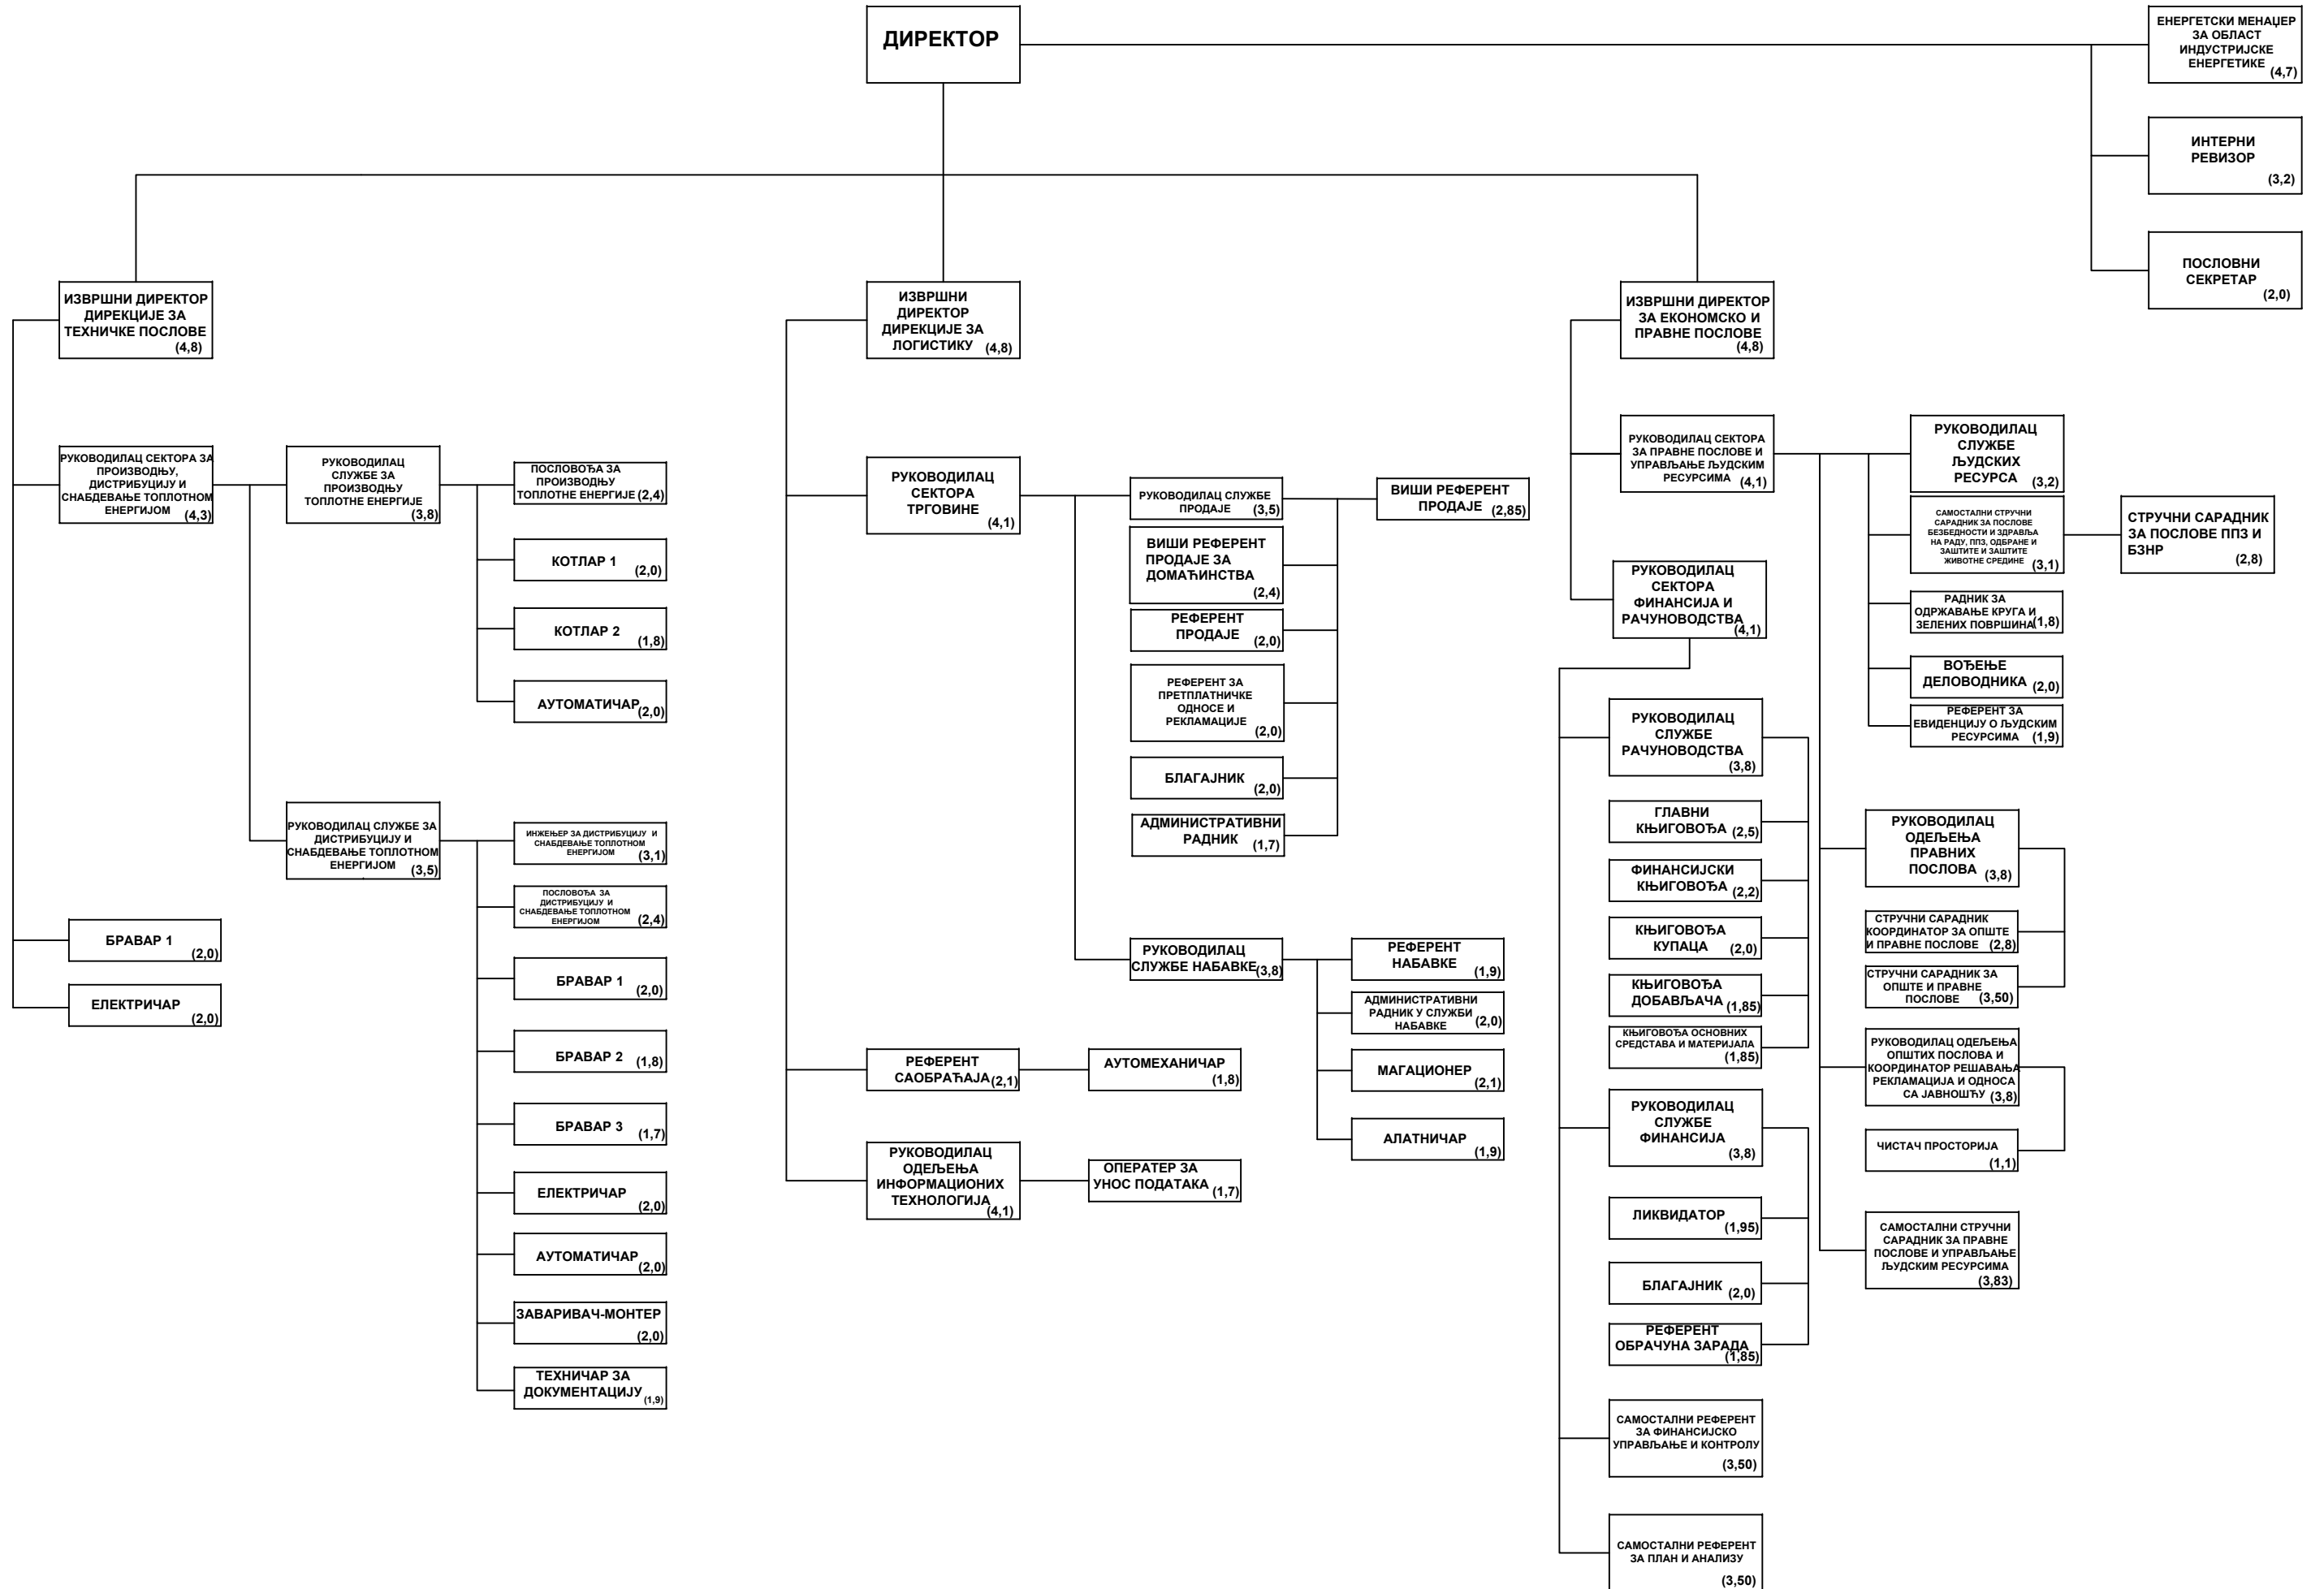 ДИРЕКТОР
ЕНЕРГЕТСКИ МЕНАЏЕР
ЗА ОБЛАСТ
ИНДУСТРИЈСКЕ
ЕНЕРГЕТИКЕ
(4,7)
ИНТЕРНИ
РЕВИЗОР
(3,2)
ПОСЛОВНИ
СЕКРЕТАР
(2,0)
ИЗВРШНИ ДИРЕКТОР
ДИРЕКЦИЈЕ ЗА
ТЕХНИЧКЕ ПОСЛОВЕ
(4,8)
РУКОВОДИЛАЦ СЕКТОРА ЗА
ПРОИЗВОДЊУ,
ДИСТРИБУЦИЈУ И
СНАБДЕВАЊЕ ТОПЛОТНОМ
ЕНЕРГИЈОМ
(4,3)
РУКОВОДИЛАЦ
СЛУЖБЕ ЗА
ПРОИЗВОДЊУ
ТОПЛОТНЕ ЕНЕРГИЈЕ
(3,8)
ПОСЛОВОЂА ЗА
ПРОИЗВОДЊУ
ТОПЛОТНЕ ЕНЕРГИЈЕ (2,4)
КОТЛАР 1
(2,0)
КОТЛАР 2
(1,8)
АУТОМАТИЧАР
(2,0)
РУКОВОДИЛАЦ СЛУЖБЕ ЗА
ДИСТРИБУЦИЈУ И
СНАБДЕВАЊЕ ТОПЛОТНОМ
ЕНЕРГИЈОМ (3,5)
ИНЖЕЊЕР ЗА ДИСТРИБУЦИЈУ И
СНАБДЕВАЊЕ ТОПЛОТНОМ
ЕНЕРГИЈОМ (3,1)
ПОСЛОВОЂА ЗА
ДИСТРИБУЦИЈУ И
СНАБДЕВАЊЕ ТОПЛОТНОМ
ЕНЕРГИЈОМ (2,4)
БРАВАР 1
(2,0)
БРАВАР 2
(1,8)
БРАВАР 3
(1,7)
ЕЛЕКТРИЧАР
(2,0)
АУТОМАТИЧАР
(2,0)
ЗАВАРИВАЧ-МОНТЕР
(2,0)
ТЕХНИЧАР ЗА
ДОКУМЕНТАЦИЈУ (1,9)
БРАВАР 1
(2,0)
ЕЛЕКТРИЧАР
(2,0)
ИЗВРШНИ
ДИРЕКТОР
ДИРЕКЦИЈЕ ЗА
ЛОГИСТИКУ (4,8)
РУКОВОДИЛАЦ
СЕКТОРА
ТРГОВИНЕ
(4,1)
РУКОВОДИЛАЦ СЛУЖБЕ
ПРОДАЈЕ (3,5)
ВИШИ РЕФЕРЕНТ
ПРОДАЈЕ (2,85)
ВИШИ РЕФЕРЕНТ
ПРОДАЈЕ ЗА
ДОМАЋИНСТВА
(2,4)
РЕФЕРЕНТ
ПРОДАЈЕ
(2,0)
РЕФЕРЕНТ ЗА
ПРЕТПЛАТНИЧКЕ
ОДНОСЕ И
РЕКЛАМАЦИЈЕ
(2,0)
БЛАГАЈНИК
(2,0)
АДМИНИСТРАТИВНИ
РАДНИК (1,7)
РУКОВОДИЛАЦ
СЛУЖБЕ НАБАВКЕ (3,8)
РЕФЕРЕНТ
НАБАВКЕ
(1,9)
АДМИНИСТРАТИВНИ
РАДНИК У СЛУЖБИ
НАБАВКЕ (2,0)
МАГАЦИОНЕР
(2,1)
АЛАТНИЧАР
(1,9)
РЕФЕРЕНТ
САОБРАЋАЈА (2,1)
АУТОМЕХАНИЧАР
(1,8)
РУКОВОДИЛАЦ
ОДЕЉЕЊА
ИНФОРМАЦИОНИХ
ТЕХНОЛОГИЈА
(4,1)
ОПЕРАТЕР ЗА
УНОС ПОДАТАКА (1,7)
ИЗВРШНИ ДИРЕКТОР
ЗА ЕКОНОМСКО И
ПРАВНЕ ПОСЛОВЕ
(4,8)
РУКОВОДИЛАЦ СЕКТОРА
ЗА ПРАВНЕ ПОСЛОВЕ И
УПРАВЉАЊЕ ЉУДСКИМ
РЕСУРСИМА (4,1)
РУКОВОДИЛАЦ
СЛУЖБЕ
ЉУДСКИХ
РЕСУРСА (3,2)
САМОСТАЛНИ СТРУЧНИ
САРАДНИК ЗА ПОСЛОВЕ
БЕЗБЕДНОСТИ И ЗДРАВЉА
НА РАДУ, ППЗ, ОДБРАНЕ И
ЗАШТИТЕ И ЗАШТИТЕ
ЖИВОТНЕ СРЕДИНЕ (3,1)
СТРУЧНИ САРАДНИК
ЗА ПОСЛОВЕ ППЗ И
БЗНР
(2,8)
РАДНИК ЗА
ОДРЖАВАЊЕ КРУГА И
ЗЕЛЕНИХ ПОВРШИНА (1,8)
ВОЂЕЊЕ
ДЕЛОВОДНИКА (2,0)
РЕФЕРЕНТ ЗА
ЕВИДЕНЦИЈУ О ЉУДСКИМ
РЕСУРСИМА (1,9)
РУКОВОДИЛАЦ
СЕКТОРА
ФИНАНСИЈА И
РАЧУНОВОДСТВА
(4,1)
РУКОВОДИЛАЦ
СЛУЖБЕ
РАЧУНОВОДСТВА
(3,8)
ГЛАВНИ
КЊИГОВОЂА (2,5)
ФИНАНСИЈСКИ
КЊИГОВОЂА (2,2)
КЊИГОВОЂА
КУПАЦА (2,0)
КЊИГОВОЂА
ДОБАВЉАЧА (1,85)
КЊИГОВОЂА ОСНОВНИХ
СРЕДСТАВА И МАТЕРИЈАЛА
(1,85)
РУКОВОДИЛАЦ
СЛУЖБЕ
ФИНАНСИЈА
(3,8)
ЛИКВИДАТОР
(1,95)
БЛАГАЈНИК (2,0)
РЕФЕРЕНТ
ОБРАЧУНА ЗАРАДА
(1,85)
САМОСТАЛНИ РЕФЕРЕНТ
ЗА ФИНАНСИЈСКО
УПРАВЉАЊЕ И КОНТРОЛУ
(3,50)
САМОСТАЛНИ РЕФЕРЕНТ
ЗА ПЛАН И АНАЛИЗУ
(3,50)
РУКОВОДИЛАЦ
ОДЕЉЕЊА
ПРАВНИХ
ПОСЛОВА (3,8)
СТРУЧНИ САРАДНИК
КООРДИНАТОР ЗА ОПШТЕ
И ПРАВНЕ ПОСЛОВЕ (2,8)
СТРУЧНИ САРАДНИК ЗА
ОПШТЕ И ПРАВНЕ
ПОСЛОВЕ (3,50)
РУКОВОДИЛАЦ ОДЕЉЕЊА
ОПШТИХ ПОСЛОВА И
КООРДИНАТОР РЕШАВАЊА
РЕКЛАМАЦИЈА И ОДНОСА
СА ЈАВНОШЋУ (3,8)
ЧИСТАЧ ПРОСТОРИЈА
(1,1)
САМОСТАЛНИ СТРУЧНИ
САРАДНИК ЗА ПРАВНЕ
ПОСЛОВЕ И УПРАВЉАЊЕ
ЉУДСКИМ РЕСУРСИМА
(3,83)